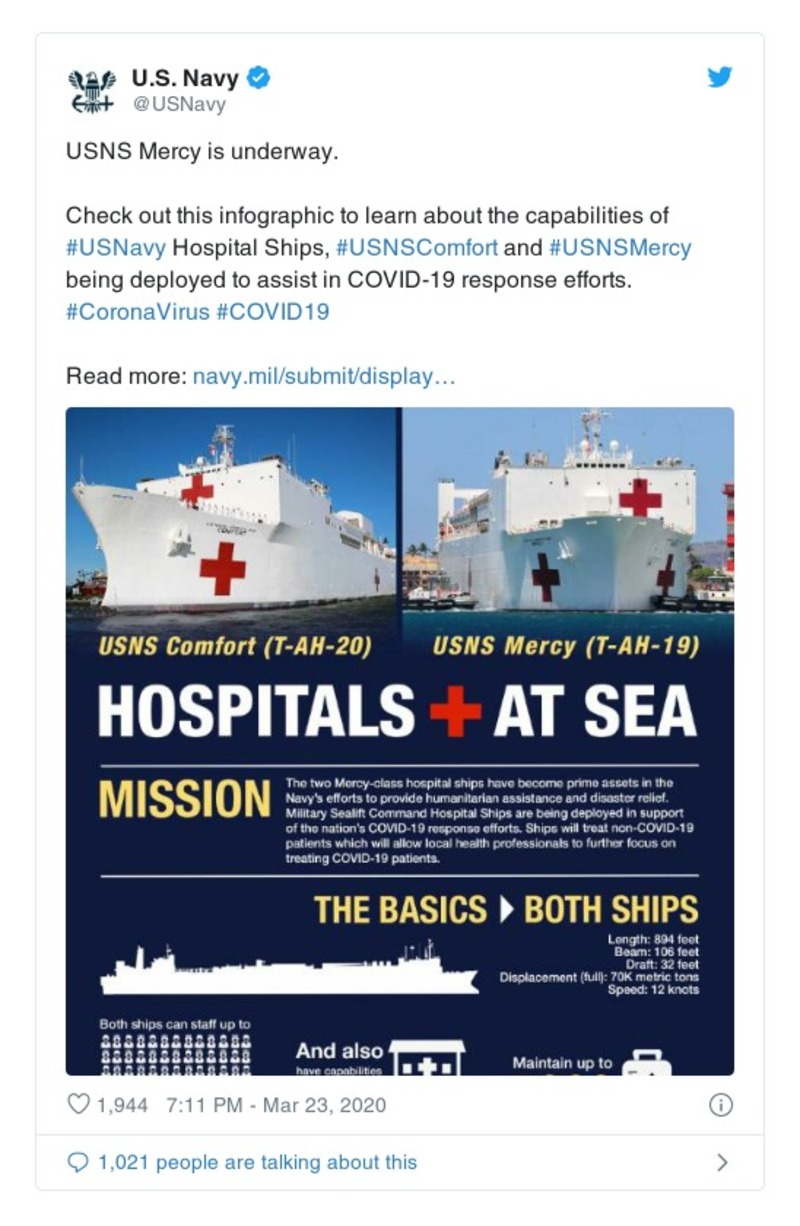 U.S. Navy
@USNavy
USNS Mercy is underway.
Check out this infographic to learn about the capabilities of
#USNavy Hospital Ships, #USNSComfort and #USNSMercy
being deployed to assist in COVID-19 response efforts.
#CoronaVirus #COVID19
Read more: navy.mil/submit/display…
USNS Comfort (T-AH-20)
USNS Mercy (T-AH-19)
HOSPITALS AT SEA
MISSION
The two Mercy-class hospital ships have become prime assets in the
Navy's efforts to provide humanitarian assistance and disaster relief.
Military Sealift Command Hospital Ships are being deployed in support
of the nation's COVID-19 response efforts. Ships will treat non-COVID-19
patients which will allow local health professionals to further focus on
treating COVID-19 patients.
THE BASICS BOTH SHIPS
Length: 894 feet
Beam: 106 feet
Draft: 32 feet
Displacement (full): 70K metric tons
Speed: 12 knots
Both ships can staff up to
And also
have capabilities
Maintain up to
1,944 7:11 PM - Mar 23, 2020
1,021 people are talking about this